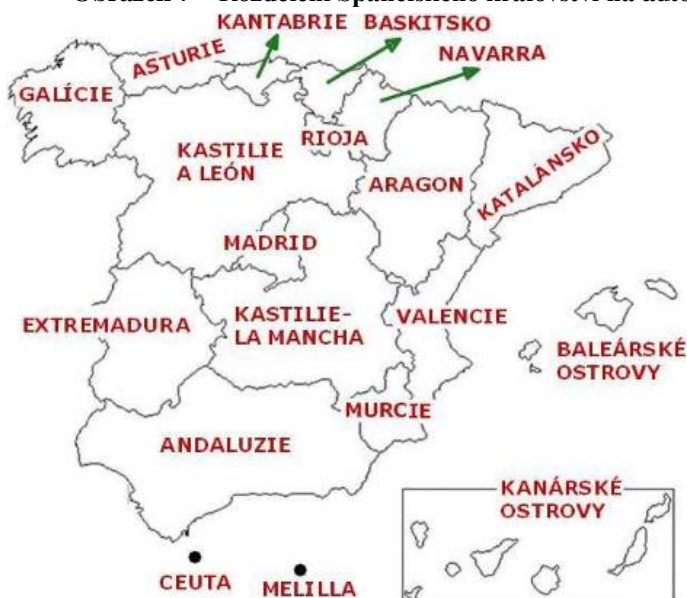 KANTABRIE
BASKITSKO
NAVARRA
ASTURIE
GALÍCIE
RIOJA
KASTILIE
A LEÓN
ARAGON
KATALÁNSKO
MADRID
EXTREMADURA
KASTILIE-
LA MANCHA
VALENCIE
BALEÁRSKÉ
OSTROVY
MURCIE
ANDALUZIE
KANÁRSKÉ
OSTROVY
CEUTA
MELILLA